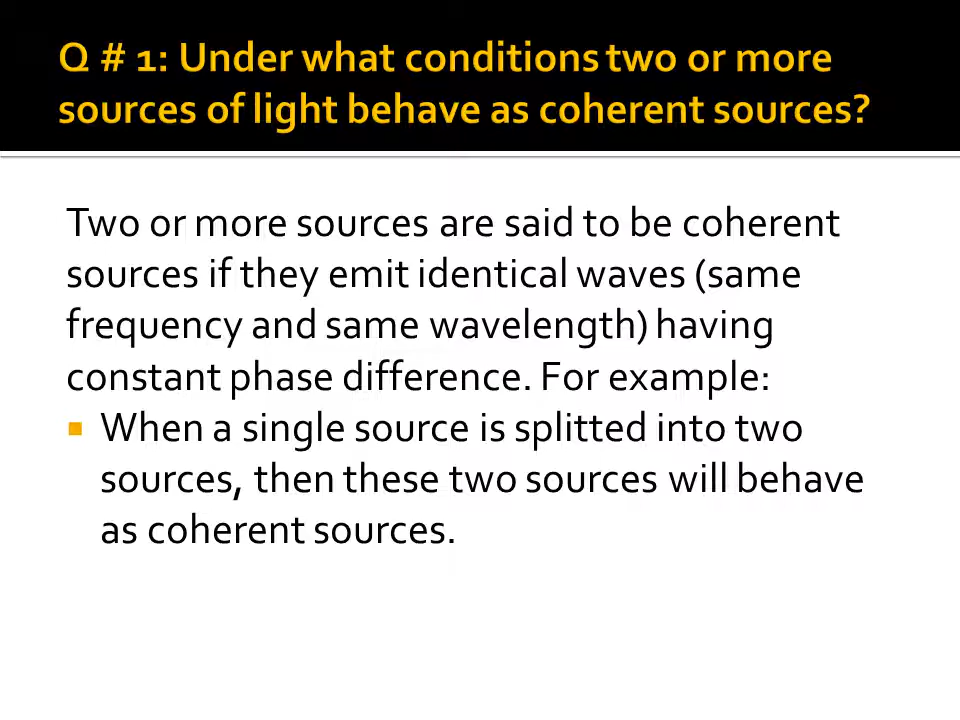 Q # 1: Under what conditions two or more
sources of light behave as coherent sources?
Two or more sources are said to be coherent
sources if they emit identical waves (same
frequency and same wavelength) having
constant phase difference. For example:
When a single source is splitted into two
sources, then these two sources will behave
as coherent sources.